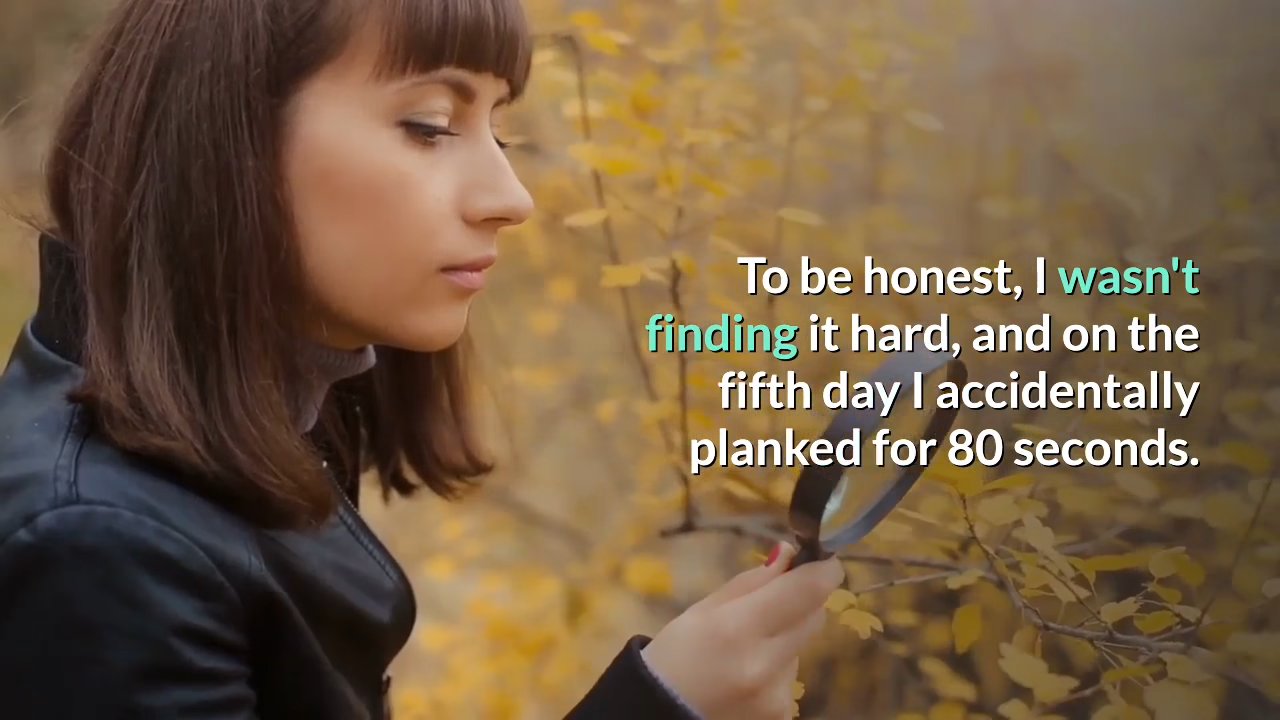 To be honest, I wasn't
finding it hard, and on the
fifth day I accidentally
planked for 80 seconds.